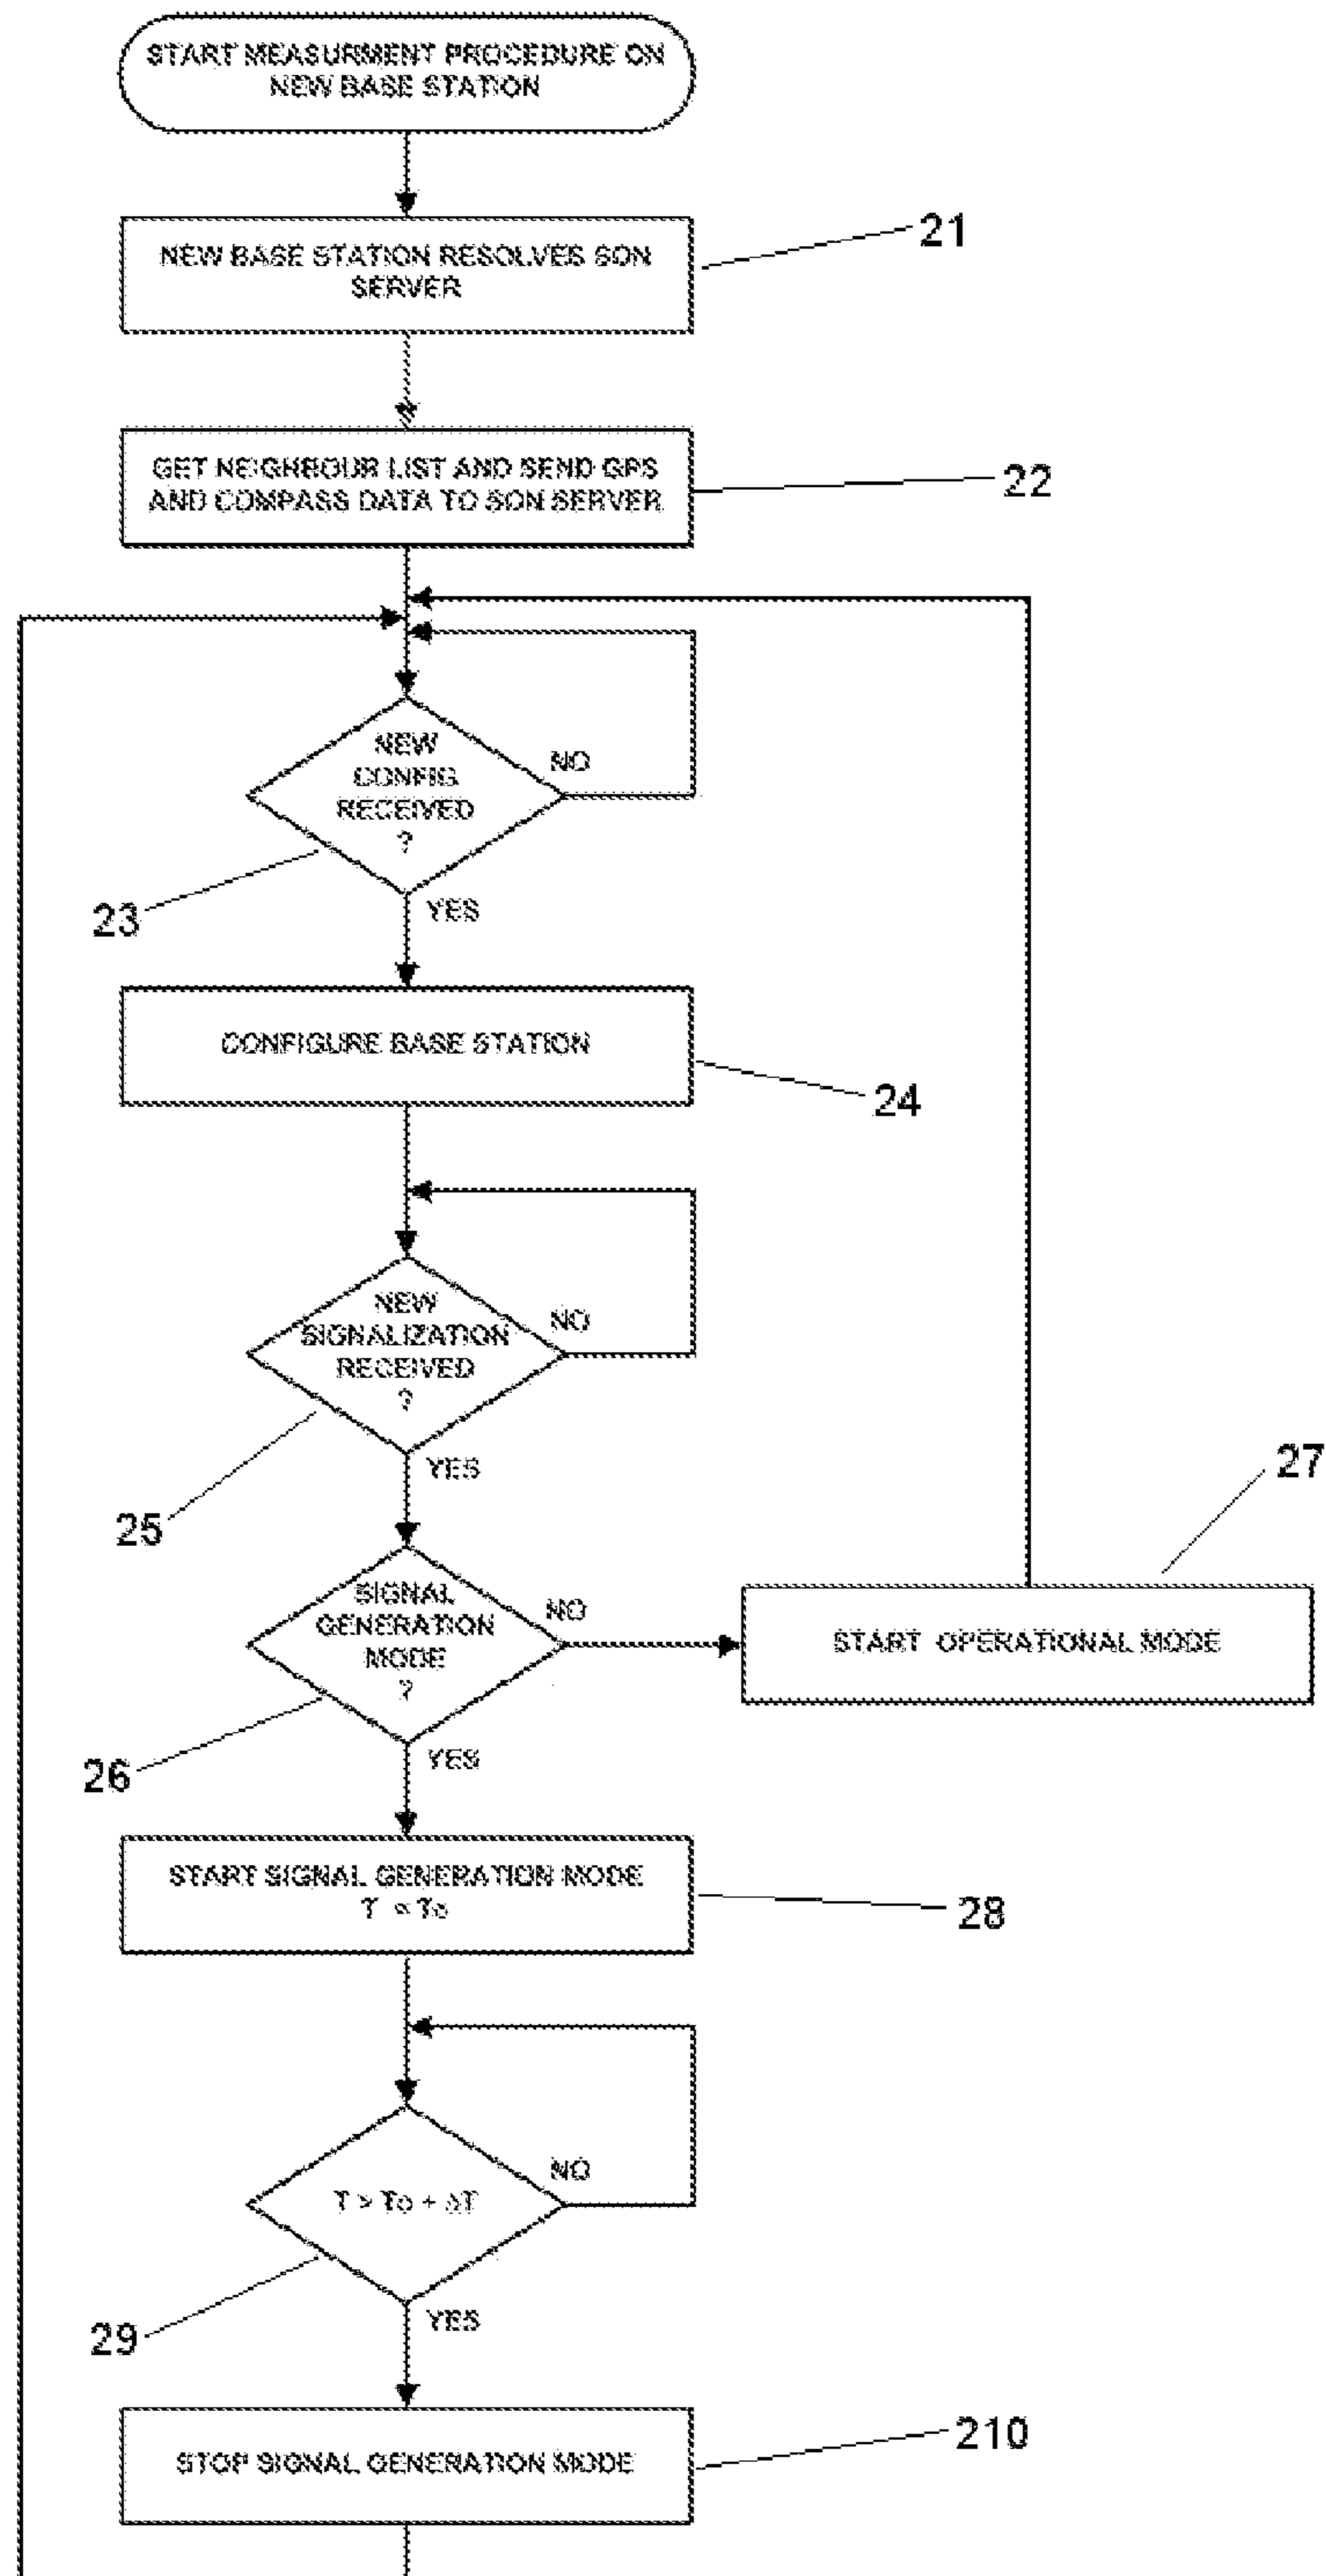 START MEASURMENT PROCEDURE ON
NEW BASE STATION
NEW BASE STATION RESOLVES SON
SERVER
21
GET NEIGHBOUR LIST AND SEND GPS
AND COMPASS DATA TO SON SERVER
22
NEW
CONFIG
RECEIVED
?
NO
23
YES
CONFIGURE BASE STATION
24
NEW
SIGNALIZATION
RECEIVED
?
NO
25
YES
SIGNAL
GENERATION
MODE
?
NO
26
YES
27
START OPERATIONAL MODE
START SIGNAL GENERATION MODE
T = To
28
T > To + ΔT
NO
29
YES
STOP SIGNAL GENERATION MODE
210